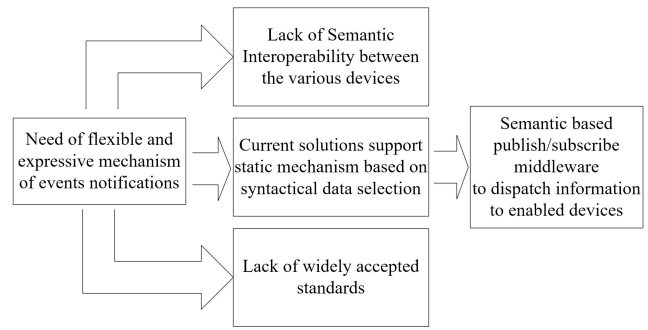 Lack of Semantic
Interoperability between
the various devices
Need of flexible and
expressive mechanism
of events notifications
Current solutions support
static mechanism based on
syntactical data selection
Semantic based
publish/subscribe
middleware
to dispatch information
to enabled devices
Lack of widely accepted
standards